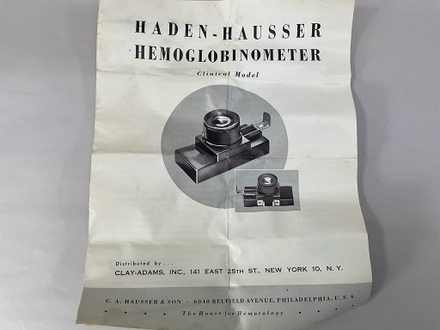 HADEN-HAUSSER
HEMOGLOBINOMETER
Clinical Model
Distributed by...
CLAY-ADAMS, INC., 141 EAST 25TH ST., NEW YORK 10, N. Y.
C. A. HAUSSER & SON - 6040 BELFIELD AVENUE, PHILADELPHIA, U. S. A.
The House for Hematology